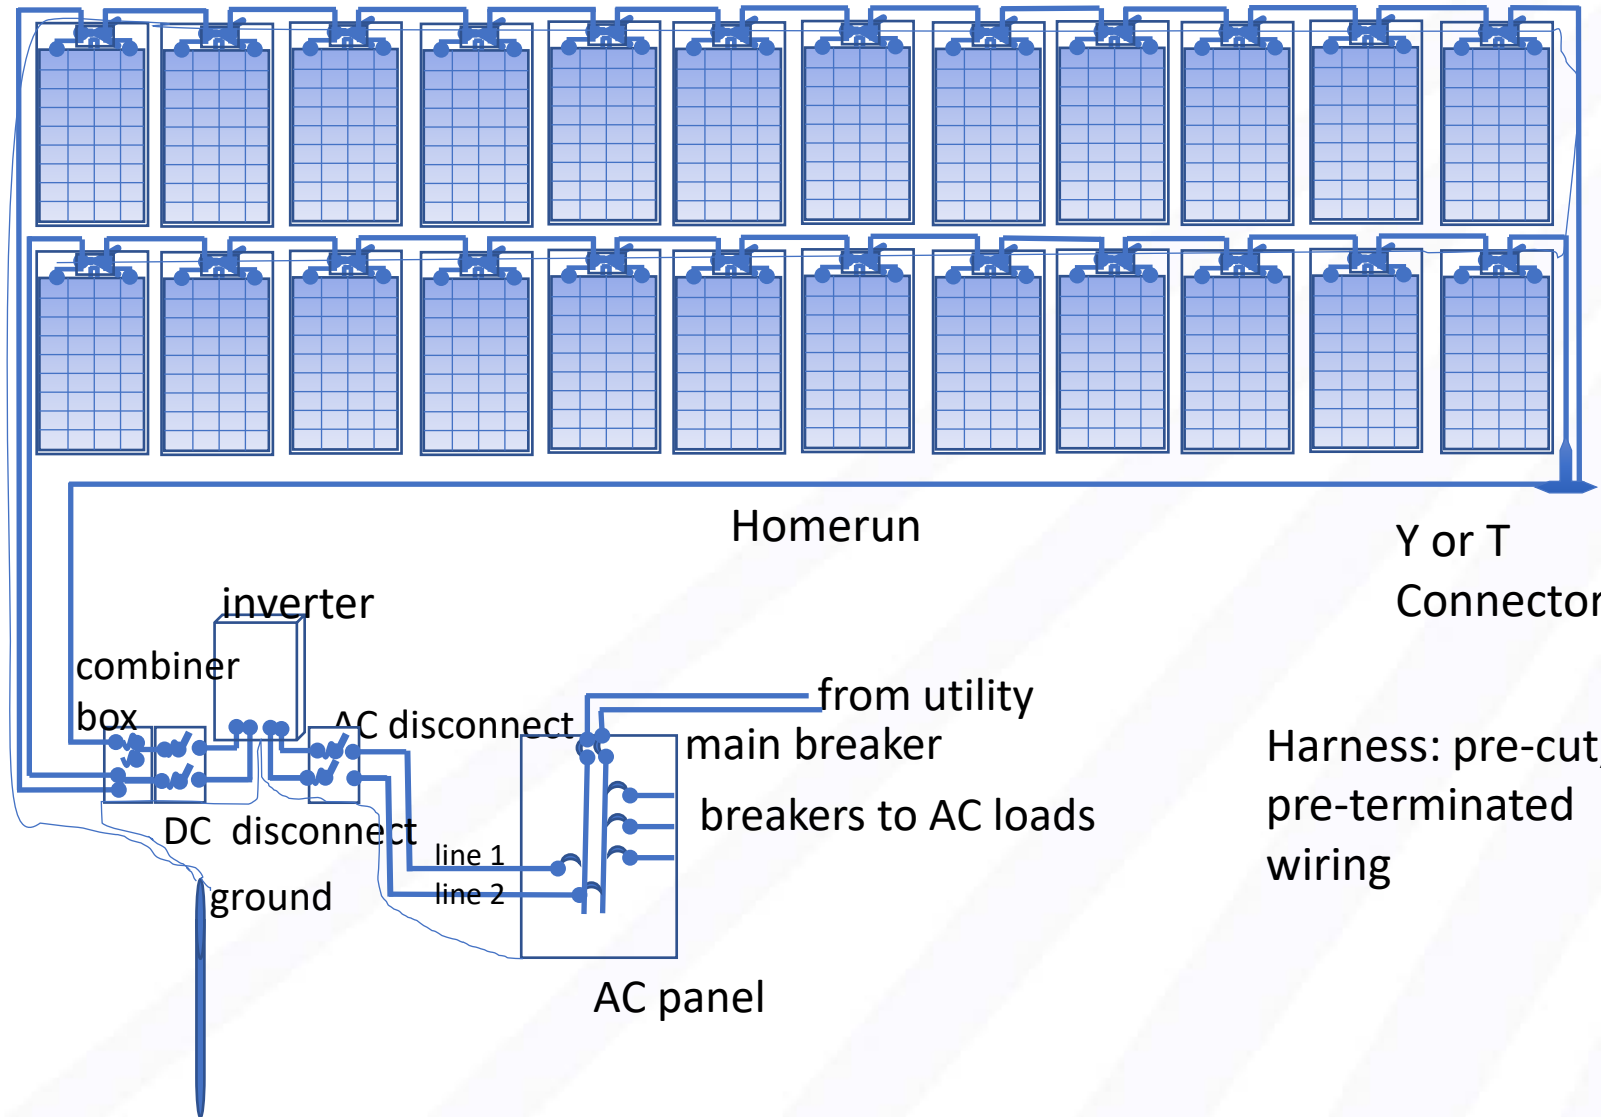 Homerun
Y or T
Connector
inverter
combiner
box
AC disconnect
from utility
main breaker
Harness: pre-cut,
pre-terminated
wiring
breakers to AC loads
DC disconnect
line 1
line 2
ground
AC panel